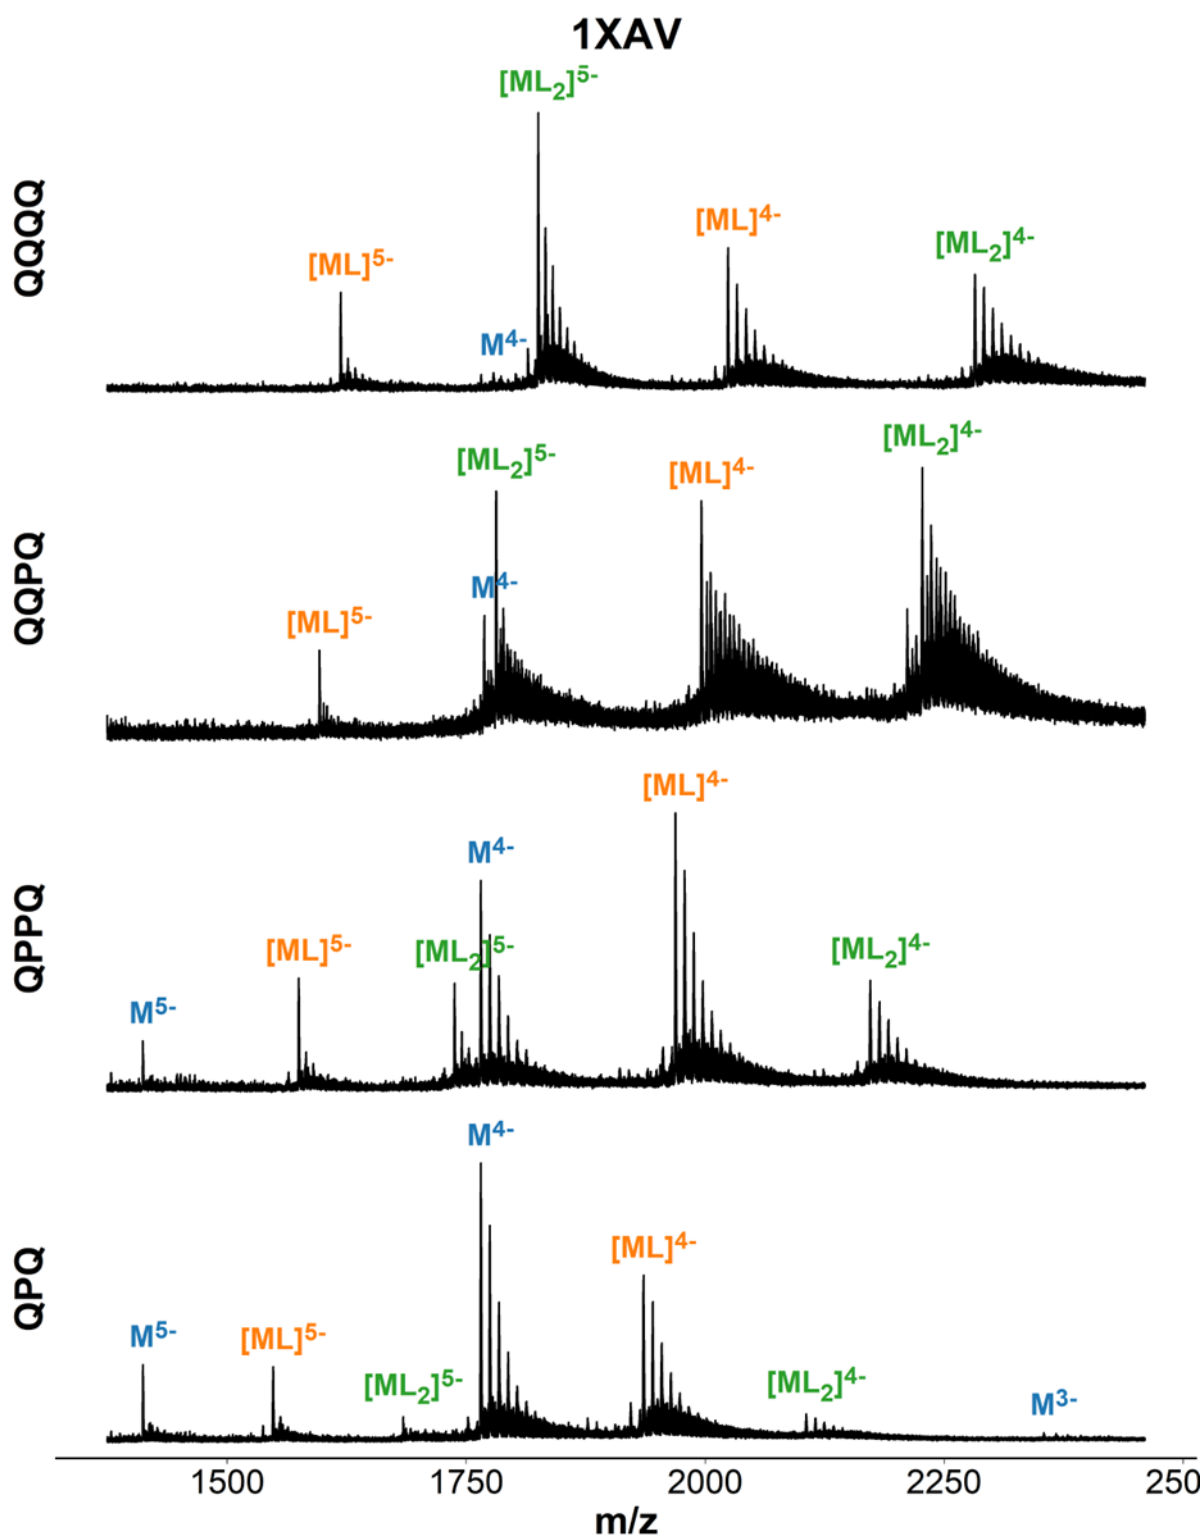 1XAV
[ML₂]⁵⁻
[ML]⁴⁻
[ML₂]⁴⁻
[ML]⁵⁻
M⁴⁻
QQQQ
[ML₂]⁴⁻
[ML₂]⁵⁻
[ML]⁴⁻
M⁴⁻
[ML]⁵⁻
QQPQ
[ML]⁴⁻
M⁴⁻
[ML]⁵⁻
[ML₂]⁵⁻
[ML₂]⁴⁻
M⁵⁻
QPPQ
M⁴⁻
[ML]⁴⁻
M⁵⁻
[ML]⁵⁻
[ML₂]⁵⁻
[ML₂]⁴⁻
M³⁻
QPQ
1500 1750 2000 2250 250
m/z